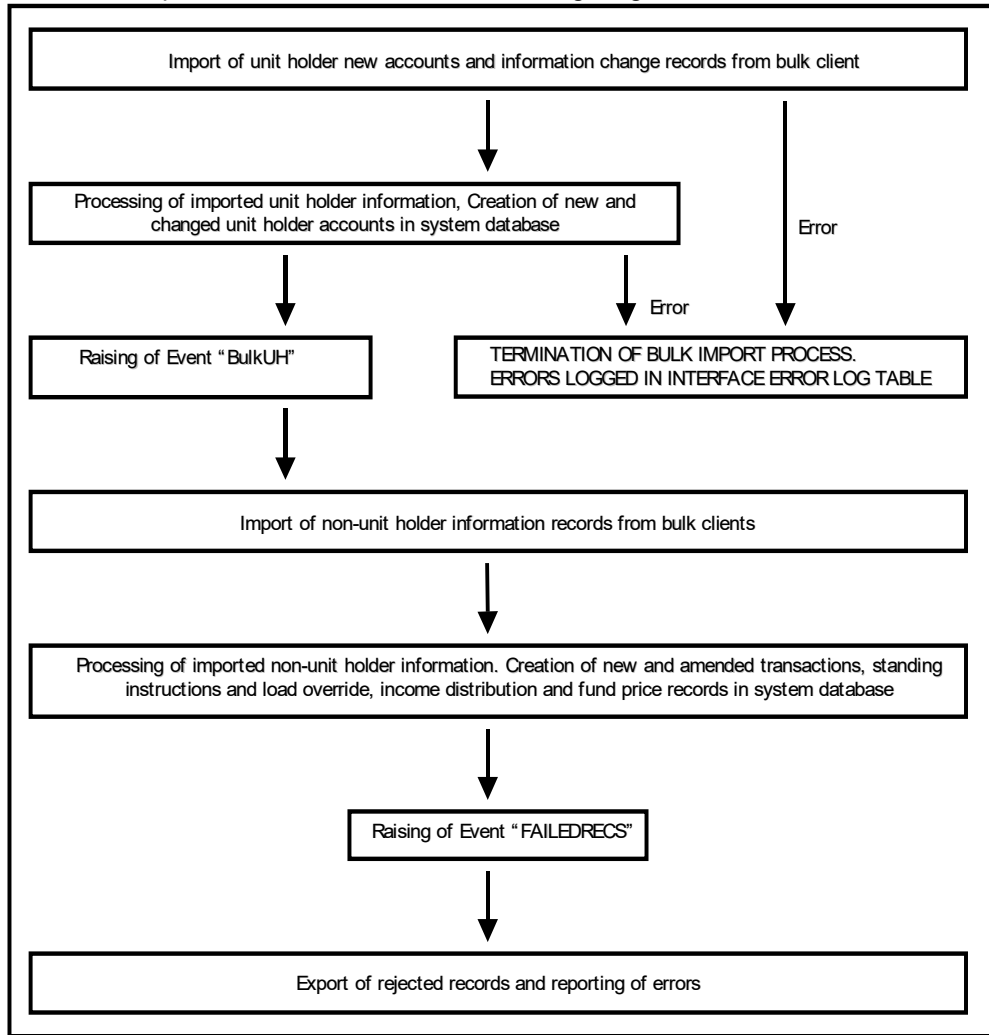 Import of unit holder new accounts and information change records from bulk client
Processing of imported unit holder information, Creation of new and
changed unit holder accounts in system database
Error
Error
Raising of Event “BulkUH”
TERMINATION OF BULK IMPORT PROCESS.
ERRORS LOGGED IN INTERFACE ERROR LOG TABLE
Import of non-unit holder information records from bulk clients
Processing of imported non-unit holder information. Creation of new and amended transactions, standing
instructions and load override, income distribution and fund price records in system database
Raising of Event “FAILEDRECS”
Export of rejected records and reporting of errors